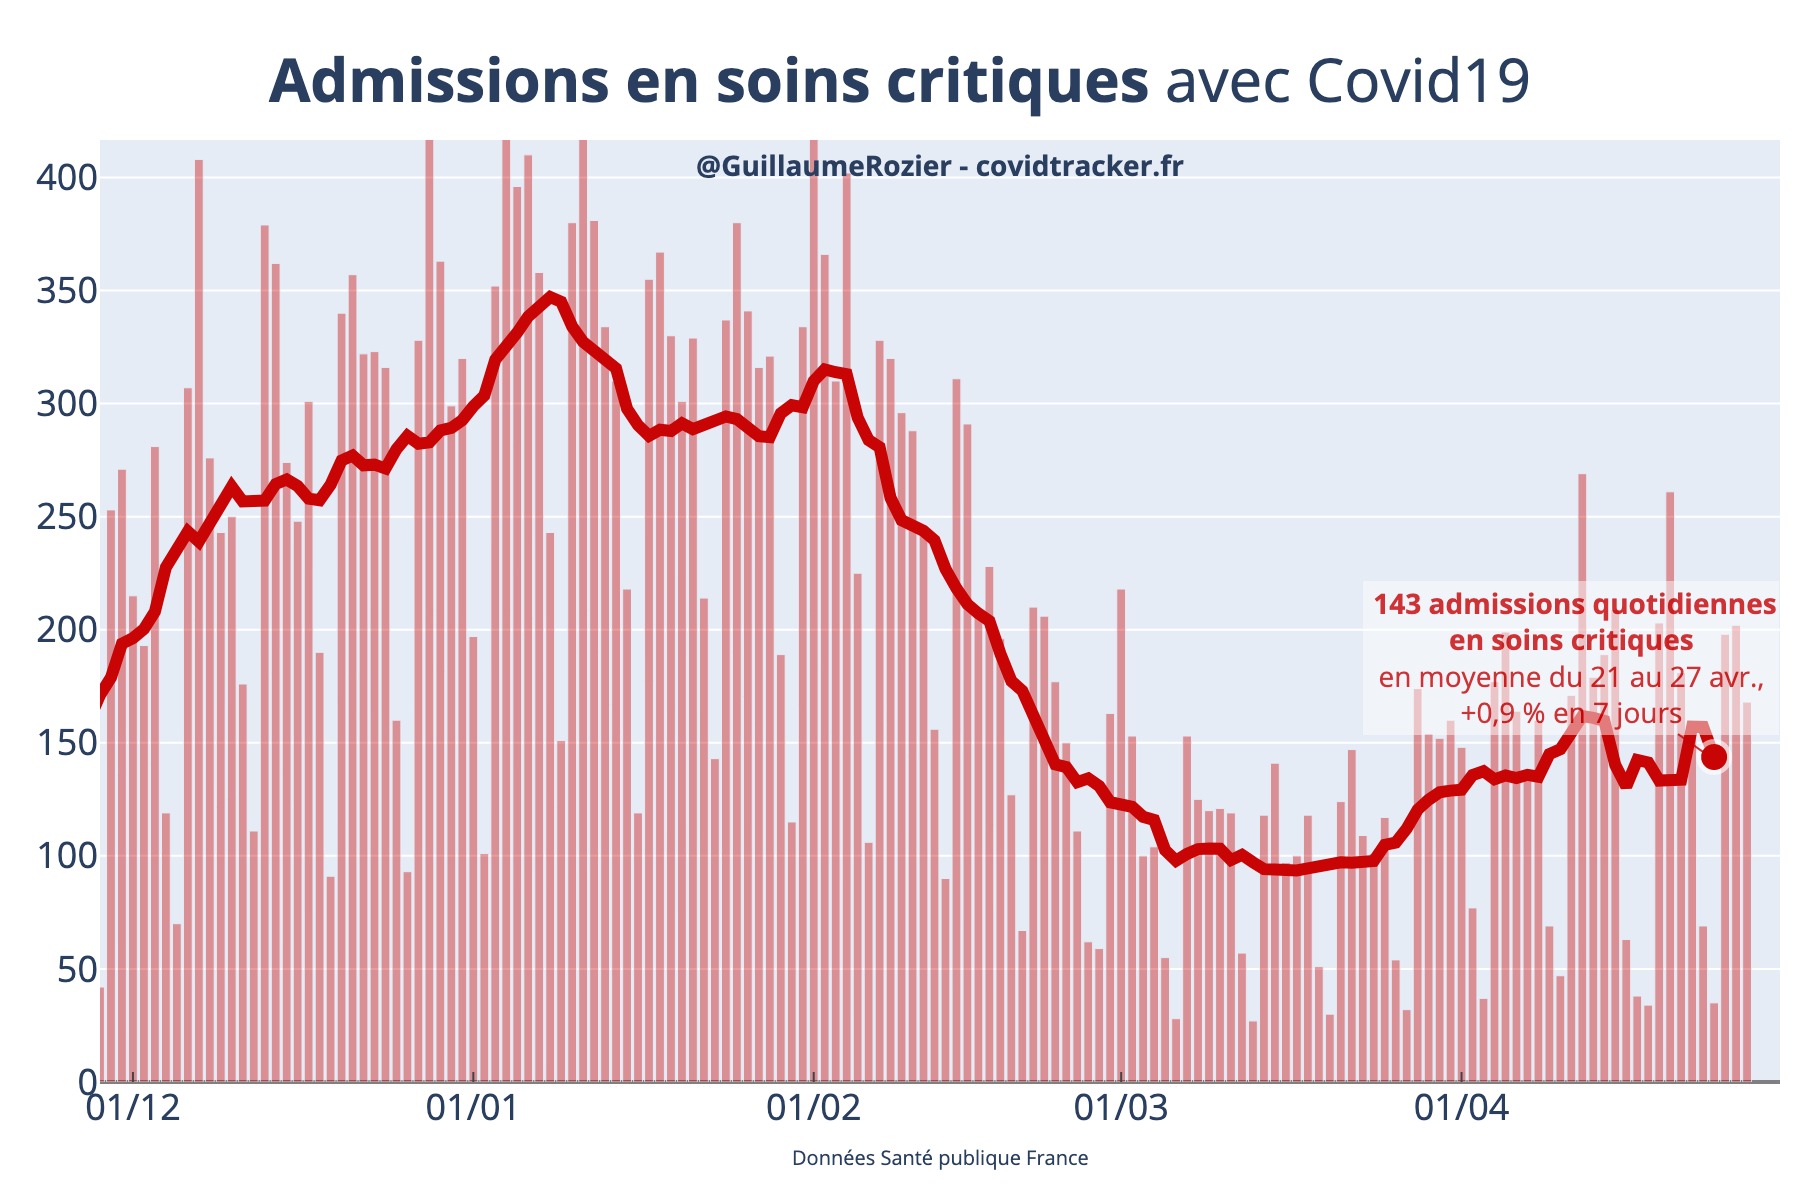 Admissions en soins critiques avec Covid19
@GuillaumeRozier - covidtracker.fr
400
350
300
250
200
150
100
50
0
143 admissions quotidiennes
en soins critiques
en moyenne du 21 au 27 avr.,
+0,9 % en 7 jours
01/12 01/01 01/02 01/03 01/04
Données Santé publique France